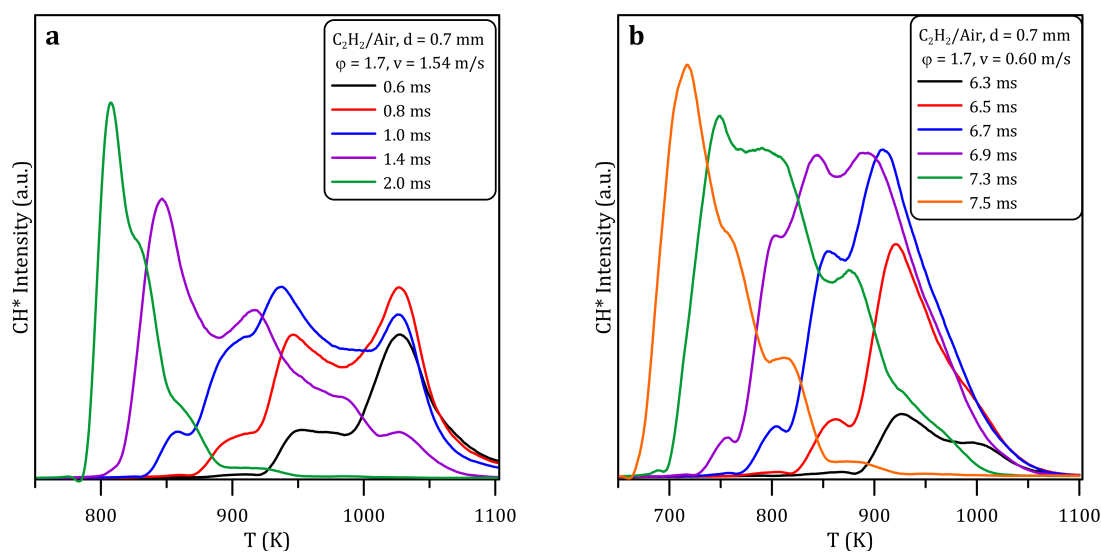 a
C₂H₂/Air, d = 0.7 mm
φ = 1.7, v = 1.54 m/s
0.6 ms
0.8 ms
1.0 ms
1.4 ms
2.0 ms
CH* Intensity (a.u.)
800 900 1000 1100
T (K)
b
C₂H₂/Air, d = 0.7 mm
φ = 1.7, v = 0.60 m/s
6.3 ms
6.5 ms
6.7 ms
6.9 ms
7.3 ms
7.5 ms
CH* Intensity (a.u.)
700 800 900 1000 1100
T (K)